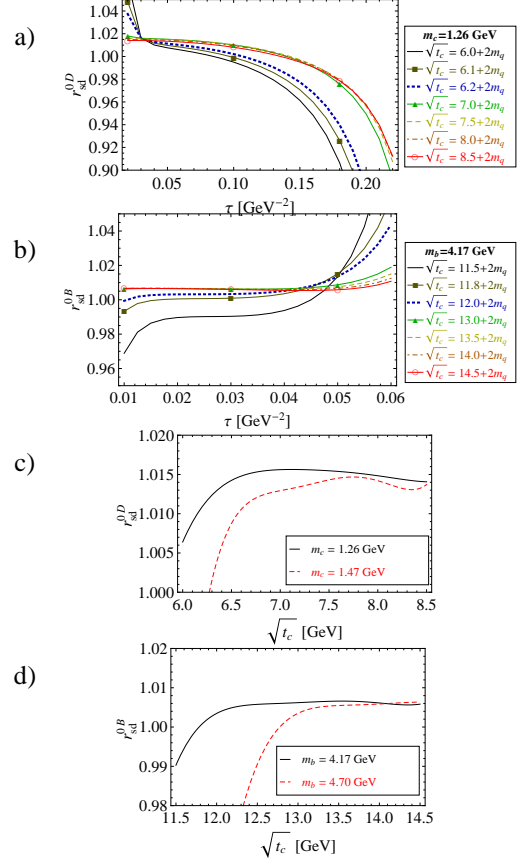 a)
r_sd^{0D}
1.04
1.02
1.00
0.98
0.96
0.94
0.92
0.90
0.05 0.10 0.15 0.20
τ [GeV⁻²]
m_c=1.26 GeV
√t_c = 6.0+2m_q
√t_c = 6.1+2m_q
√t_c = 6.2+2m_q
√t_c = 7.0+2m_q
√t_c = 7.5+2m_q
√t_c = 8.0+2m_q
√t_c = 8.5+2m_q
b)
r_sd^{0B}
1.04
1.02
1.00
0.98
0.96
0.01 0.02 0.03 0.04 0.05 0.06
τ [GeV⁻²]
m_b=4.17 GeV
√t_c = 11.5+2m_q
√t_c = 11.8+2m_q
√t_c = 12.0+2m_q
√t_c = 13.0+2m_q
√t_c = 13.5+2m_q
√t_c = 14.0+2m_q
√t_c = 14.5+2m_q
c)
r_sd^{0D}
1.020
1.015
1.010
1.005
1.000
6.0 6.5 7.0 7.5 8.0 8.5
√t_c [GeV]
m_c = 1.26 GeV
m_c = 1.47 GeV
d)
r_sd^{0B}
1.02
1.01
1.00
0.99
0.98
11.5 12.0 12.5 13.0 13.5 14.0 14.5
√t_c [GeV]
m_b = 4.17 GeV
m_b = 4.70 GeV